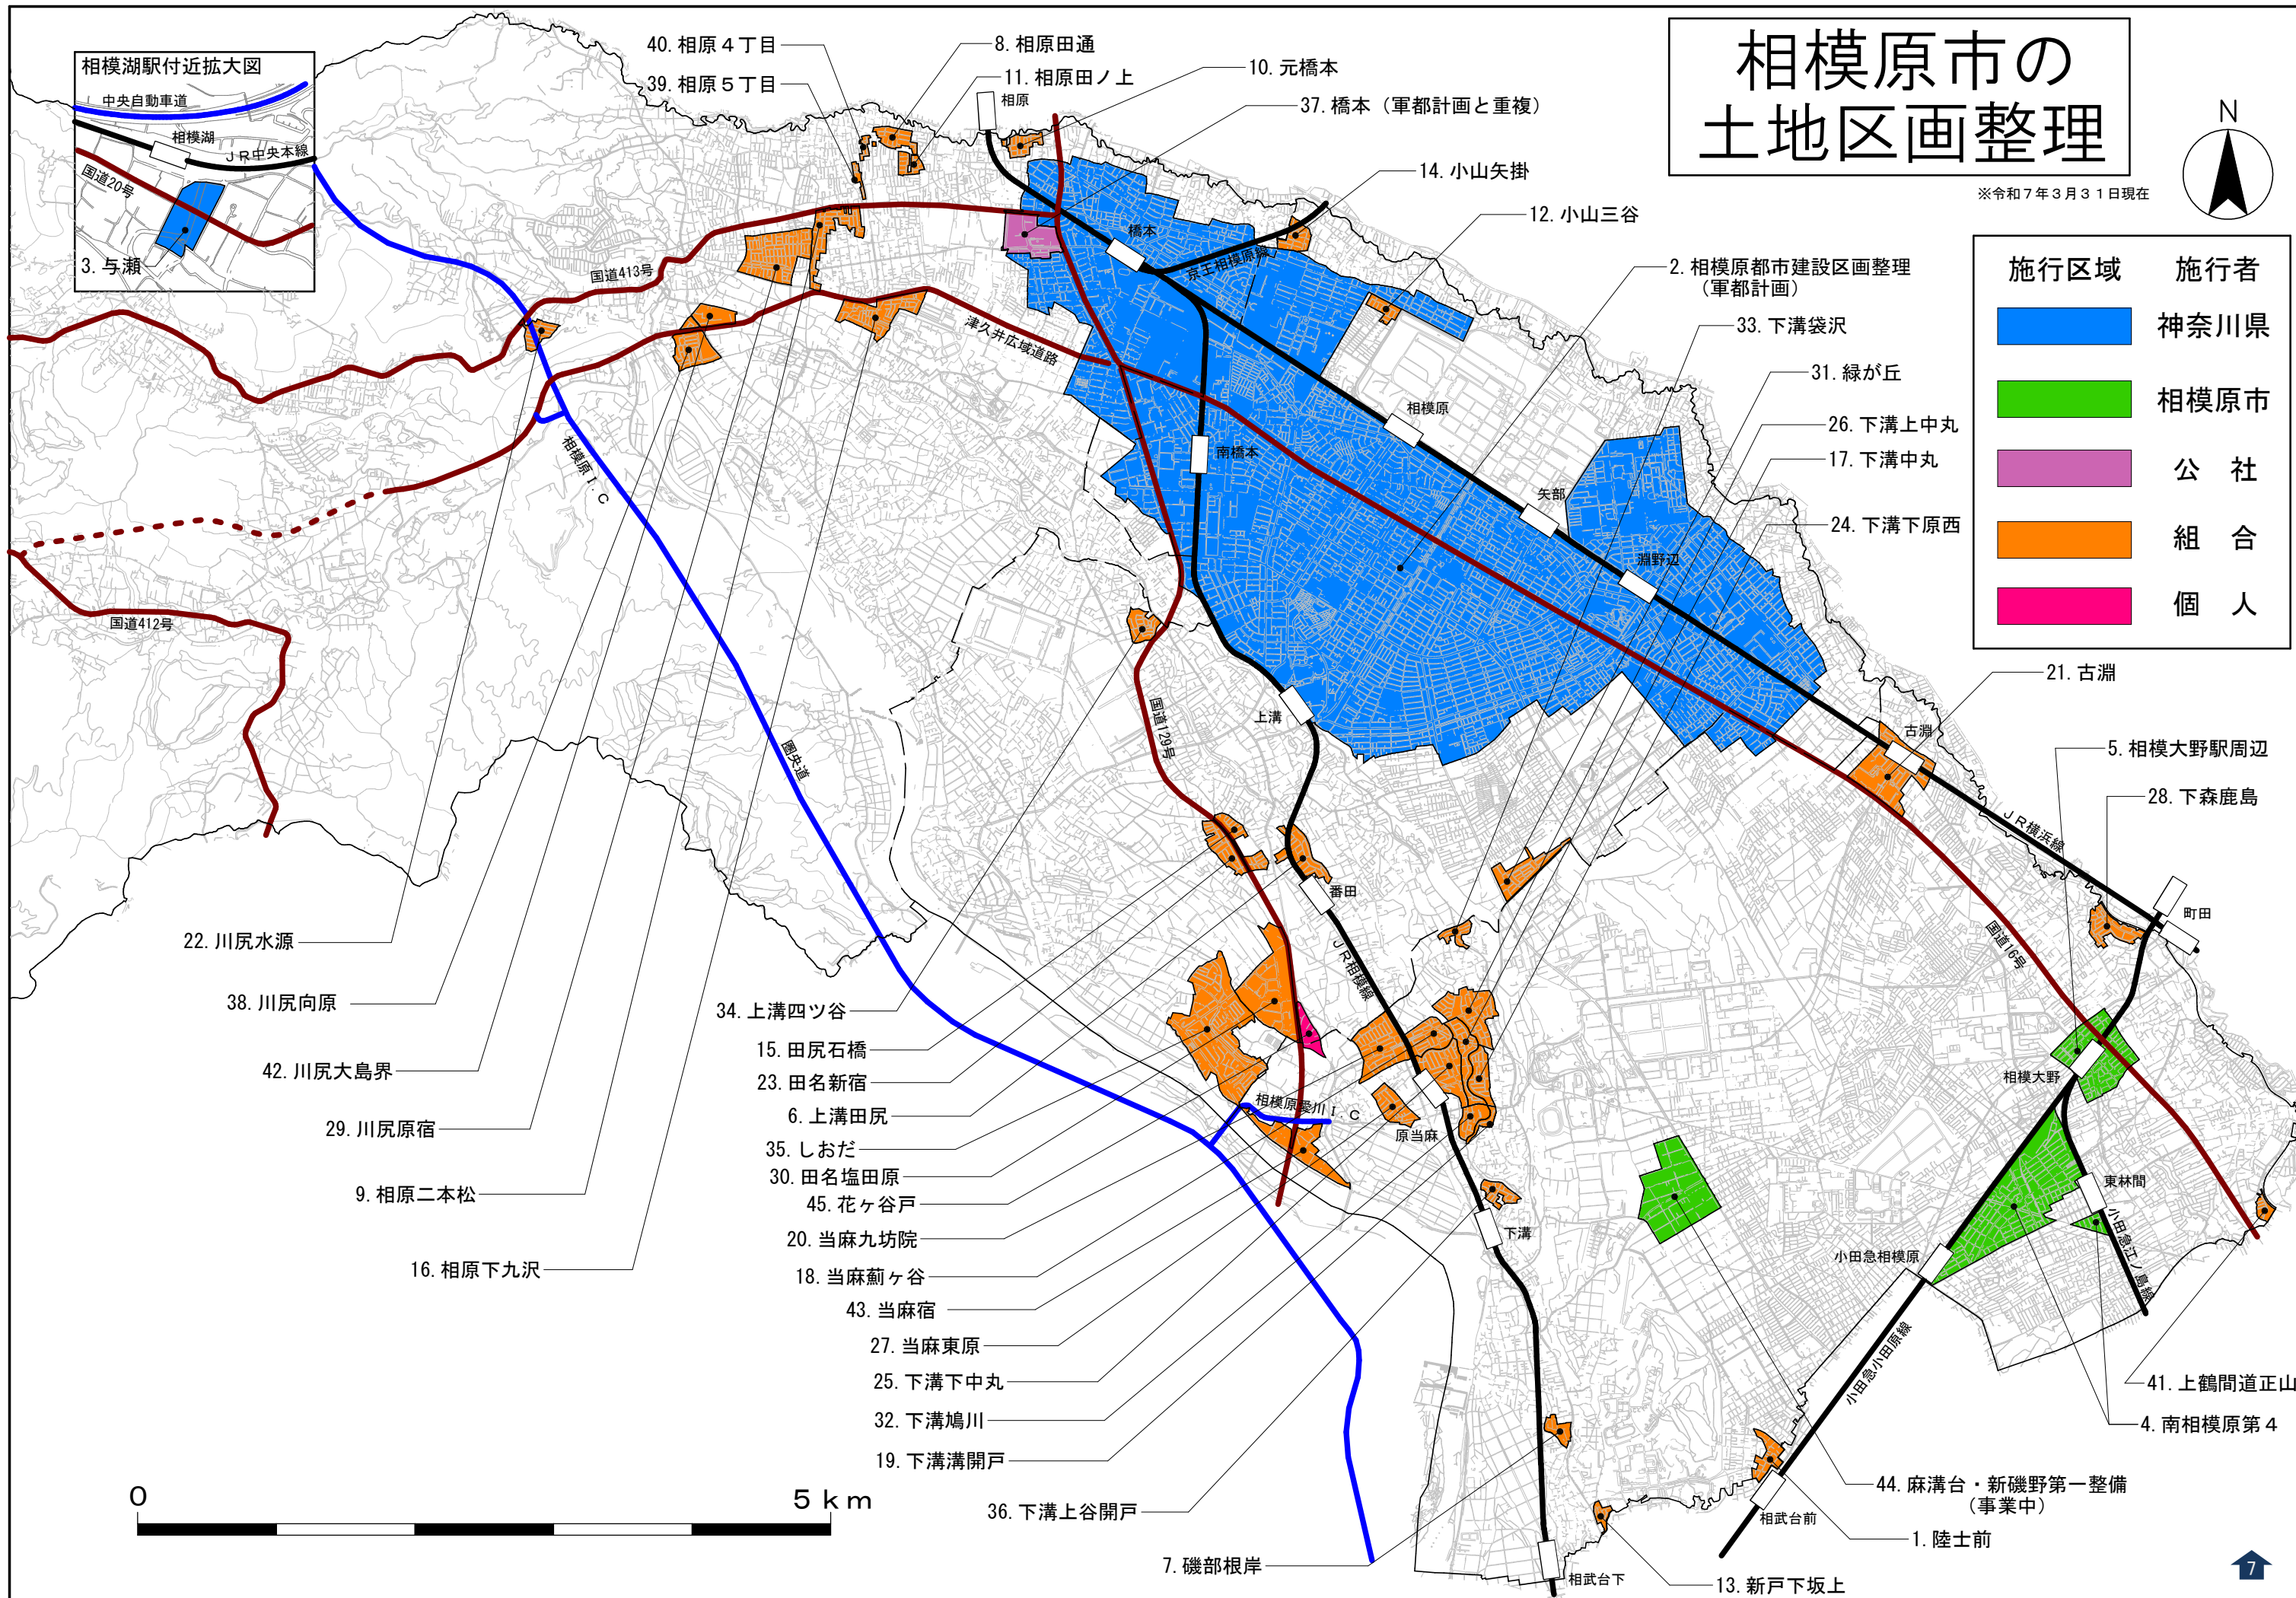 相模原市の
土地区画整理
※令和７年３月３１日現在
N
相模湖駅付近拡大図
中央自動車道
相模湖
ＪＲ中央本線
国道20号
3. 与瀬
40. 相原４丁目
39. 相原５丁目
8. 相原田通
11. 相原田ノ上
10. 元橋本
37. 橋本（軍都計画と重複）
14. 小山矢掛
12. 小山三谷
2. 相模原都市建設区画整理
（軍都計画）
33. 下溝袋沢
31. 緑が丘
26. 下溝上中丸
17. 下溝中丸
24. 下溝下原西
施行区域 施行者
神奈川県
相模原市
公 社
組 合
個 人
21. 古淵
5. 相模大野駅周辺
28. 下森鹿島
相原
橋本
京王相模原線
国道413号
津久井広域道路
相模原
南橋本
矢部
淵野辺
相模原Ｉ．Ｃ
国道412号
圏央道
上溝
国道129号
古淵
ＪＲ横浜線
町田
国道16号
番田
ＪＲ相模線
相模大野
相模原愛川Ｉ．Ｃ
原当麻
下溝
東林間
小田急江ノ島線
小田急相模原
小田急小田原線
相武台前
相武台下
22. 川尻水源
38. 川尻向原
42. 川尻大島界
29. 川尻原宿
9. 相原二本松
16. 相原下九沢
34. 上溝四ツ谷
15. 田尻石橋
23. 田名新宿
6. 上溝田尻
35. しおだ
30. 田名塩田原
45. 花ヶ谷戸
20. 当麻九坊院
18. 当麻薊ヶ谷
43. 当麻宿
27. 当麻東原
25. 下溝下中丸
32. 下溝鳩川
19. 下溝溝開戸
36. 下溝上谷開戸
7. 磯部根岸
41. 上鶴間道正山
4. 南相模原第４
44. 麻溝台・新磯野第一整備
（事業中）
1. 陸士前
13. 新戸下坂上
0 5ｋｍ
7